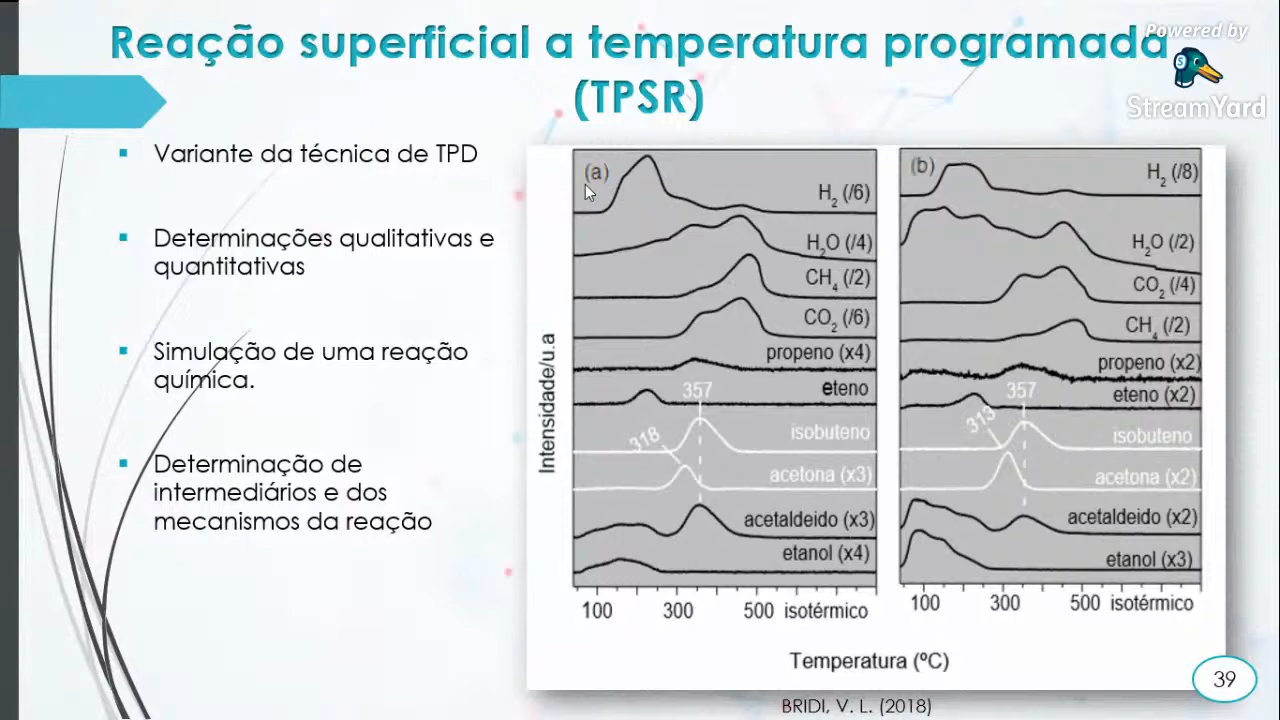 Reação superficial a temperatura programada
(TPSR)
Powered by
StreamYard
▪ Variante da técnica de TPD
▪ Determinações qualitativas e
quantitativas
▪ Simulação de uma reação
química.
▪ Determinação de
intermediários e dos
mecanismos da reação
Intensidade/u.a
(a)
H₂ (/6)
H₂O (/4)
CH₄ (/2)
CO₂ (/6)
propeno (x4)
eteno
357
318
isobuteno
acetona (x3)
acetaldeido (x3)
etanol (x4)
100 300 500 isotérmico
(b)
H₂ (/8)
H₂O (/2)
CO₂ (/4)
CH₄ (/2)
propeno (x2)
eteno (x2)
357
313
isobuteno
acetona (x2)
acetaldeido (x2)
etanol (x3)
100 300 500 isotérmico
Temperatura (ºC)
39
BRIDI, V. L. (2018)